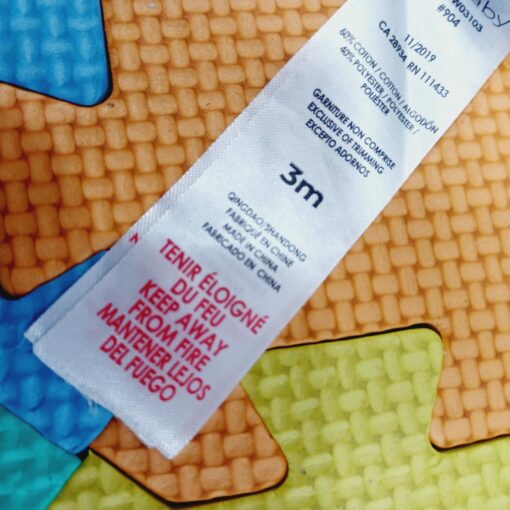 aby
W03103
#904
11/2019
CA 28934 RN 111433
60% COTON / COTTON / ALGODÓN
40% POLYESTER / POLYESTER /
POLIÉSTER
GARNITURE NON COMPRISE
EXCLUSIVE OF TRIMMING
EXCEPTO ADORNOS
3m
QINGDAO/SHANDONG
FABRIQUÉ EN CHINE
MADE IN CHINA
FABRICADO EN CHINA
TENIR ÉLOIGNÉ
DU FEU
KEEP AWAY
FROM FIRE
MANTENER LEJOS
DEL FUEGO